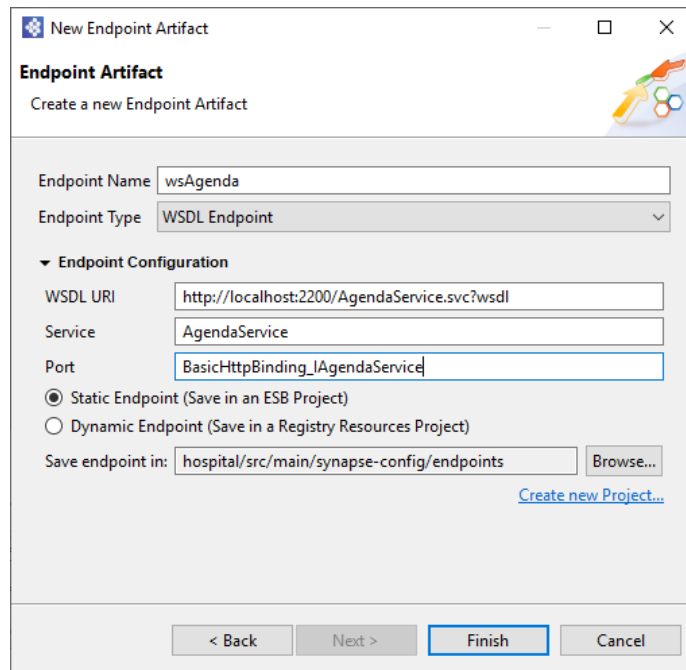 New Endpoint Artifact
Endpoint Artifact
Create a new Endpoint Artifact
Endpoint Name wsAgenda
Endpoint Type WSDL Endpoint
Endpoint Configuration
WSDL URI http://localhost:2200/AgendaService.svc?wsdl
Service AgendaService
Port BasicHttpBinding_IAgendaService
Static Endpoint (Save in an ESB Project)
Dynamic Endpoint (Save in a Registry Resources Project)
Save endpoint in: hospital/src/main/synapse-config/endpoints Browse...
Create new Project...
< Back Next > Finish Cancel